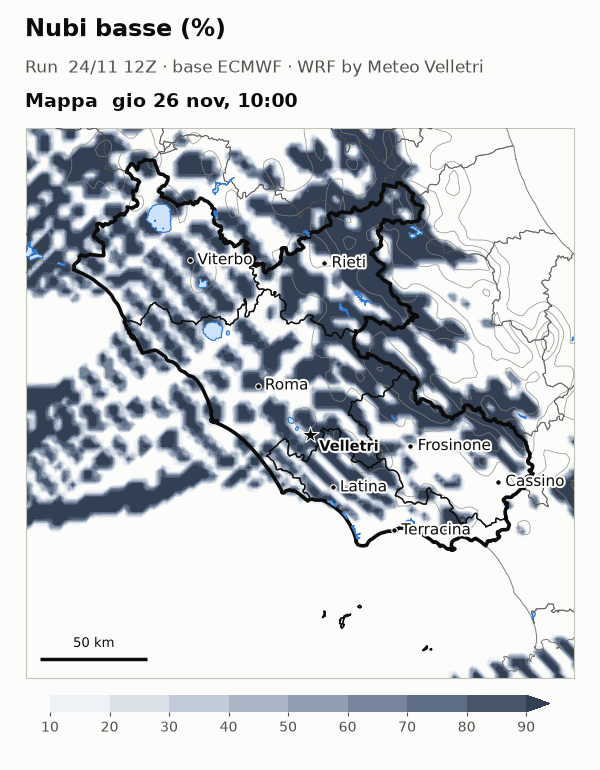 Nubi basse (%)
Run  24/11 12Z · base ECMWF · WRF by Meteo Velletri
Mappa  gio 26 nov, 10:00
Viterbo
Rieti
Roma
Velletri
Frosinone
Latina
Cassino
Terracina
50 km
10 20 30 40 50 60 70 80 90